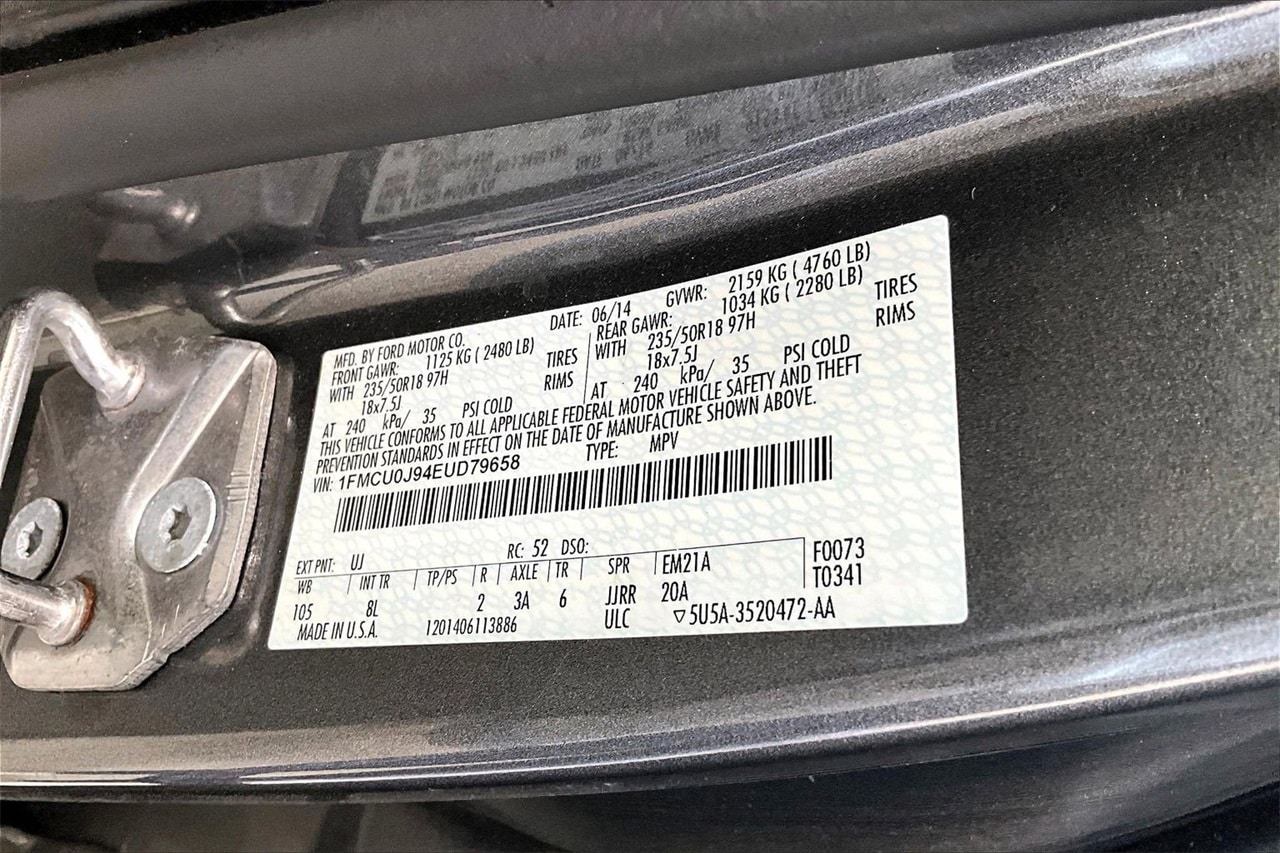 MFD. BY FORD MOTOR CO. DATE: 06/14 GVWR: 2159 KG ( 4760 LB)
FRONT GAWR: 1125 KG ( 2480 LB) REAR GAWR: 1034 KG ( 2280 LB)
WITH 235/50R18 97H TIRES WITH 235/50R18 97H TIRES
18x7.5J RIMS 18x7.5J RIMS
AT 240 kPa/ 35 PSI COLD AT 240 kPa/ 35 PSI COLD
THIS VEHICLE CONFORMS TO ALL APPLICABLE FEDERAL MOTOR VEHICLE SAFETY AND THEFT
PREVENTION STANDARDS IN EFFECT ON THE DATE OF MANUFACTURE SHOWN ABOVE.
VIN: 1FMCU0J94EUD79658 TYPE: MPV
EXT PNT: UJ RC: 52 DSO:
WB INT TR TP/PS R AXLE TR SPR EM21A F0073
105 8L 2 3A 6 JJRR 20A T0341
MADE IN U.S.A. 1201406113886 ULC ▽5U5A-3520472-AA